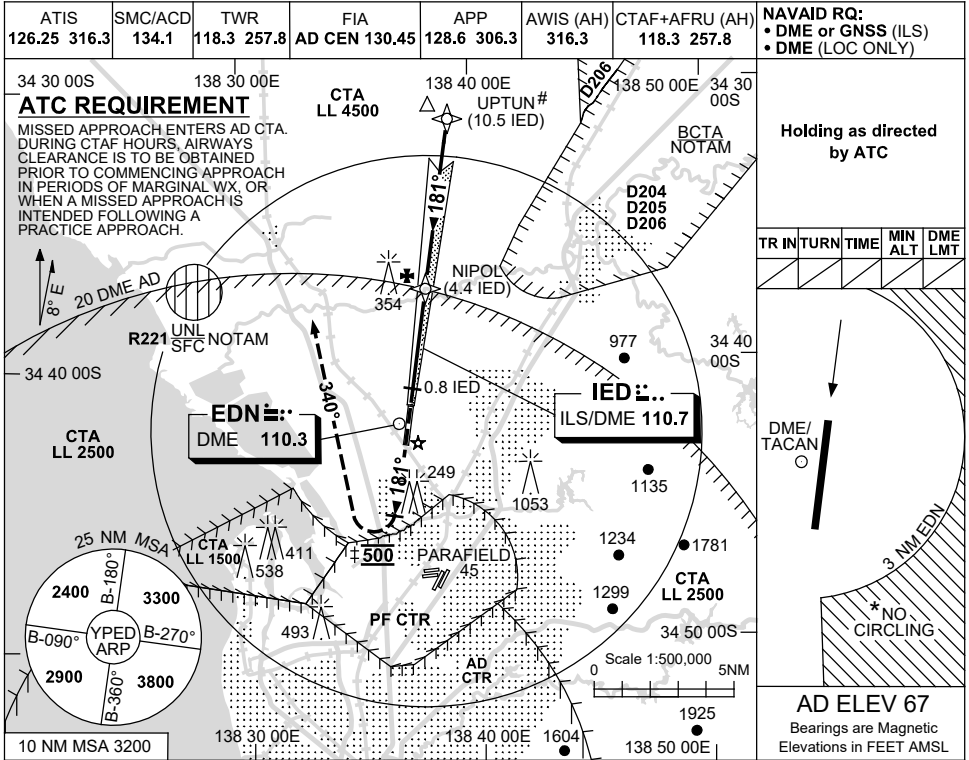 ATIS
126.25 316.3
SMC/ACD
134.1
TWR
118.3 257.8
FIA
AD CEN 130.45
APP
128.6 306.3
AWIS (AH)
316.3
CTAF+AFRU (AH)
118.3 257.8
NAVAID RQ:
• DME or GNSS (ILS)
• DME (LOC ONLY)
34 30 00S
138 30 00E
138 40 00E
138 50 00E
34 30
00S
ATC REQUIREMENT
MISSED APPROACH ENTERS AD CTA.
DURING CTAF HOURS, AIRWAYS
CLEARANCE IS TO BE OBTAINED
PRIOR TO COMMENCING APPROACH
IN PERIODS OF MARGINAL WX, OR
WHEN A MISSED APPROACH IS
INTENDED FOLLOWING A
PRACTICE APPROACH.
CTA
LL 4500
UPTUN#
(10.5 IED)
D206
BCTA
NOTAM
D204
D205
D206
181°
8° E
20 DME AD
R221 UNL
SFC NOTAM
354
NIPOL
(4.4 IED)
977
34 40
00S
34 40 00S
340°
0.8 IED
EDN
DME 110.3
IED
ILS/DME 110.7
CTA
LL 2500
181°
249
1053
1135
25 NM MSA
2400
B-180°
3300
B-090°
YPED
ARP
B-270°
2900
B-360°
3800
10 NM MSA 3200
CTA
LL 1500
411
538
493
500
PARAFIELD
45
PF CTR
AD
CTR
1234
1781
1299
CTA
LL 2500
34 50 00S
Scale 1:500,000
0
5NM
1925
1604
138 30 00E
138 40 00E
138 50 00E
Holding as directed
by ATC
TR IN
TURN
TIME
MIN
ALT
DME
LMT
DME/
TACAN
3 NM EDN
*NO
CIRCLING
AD ELEV 67
Bearings are Magnetic
Elevations in FEET AMSL